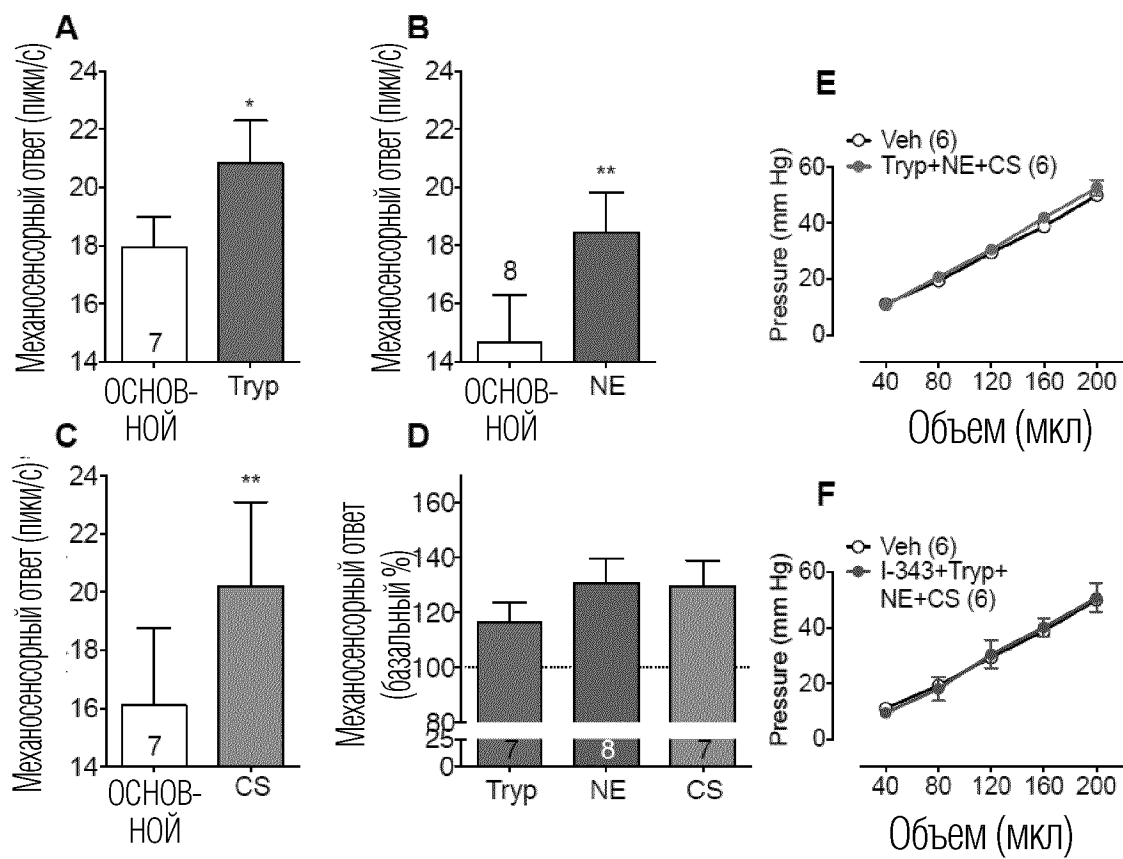 A
Механосенсорный ответ (пики/с)
24
22
20
18
16
14
*
7
ОСНОВ-
НОЙ
Tryp
B
Механосенсорный ответ (пики/с)
24
22
20
18
16
14
**
8
ОСНОВ-
НОЙ
NE
C
Механосенсорный ответ (пики/с)
24
22
20
18
16
14
**
7
ОСНОВ-
НОЙ
CS
D
Механосенсорный ответ
(базальный %)
160
140
120
100
80
25
0
7
8
7
Tryp
NE
CS
E
Veh (6)
Tryp+NE+CS (6)
Pressure (mm Hg)
60
40
20
0
40 80 120 160 200
Объем (мкл)
F
Veh (6)
I-343+Tryp+
NE+CS (6)
Pressure (mm Hg)
60
40
20
0
40 80 120 160 200
Объем (мкл)